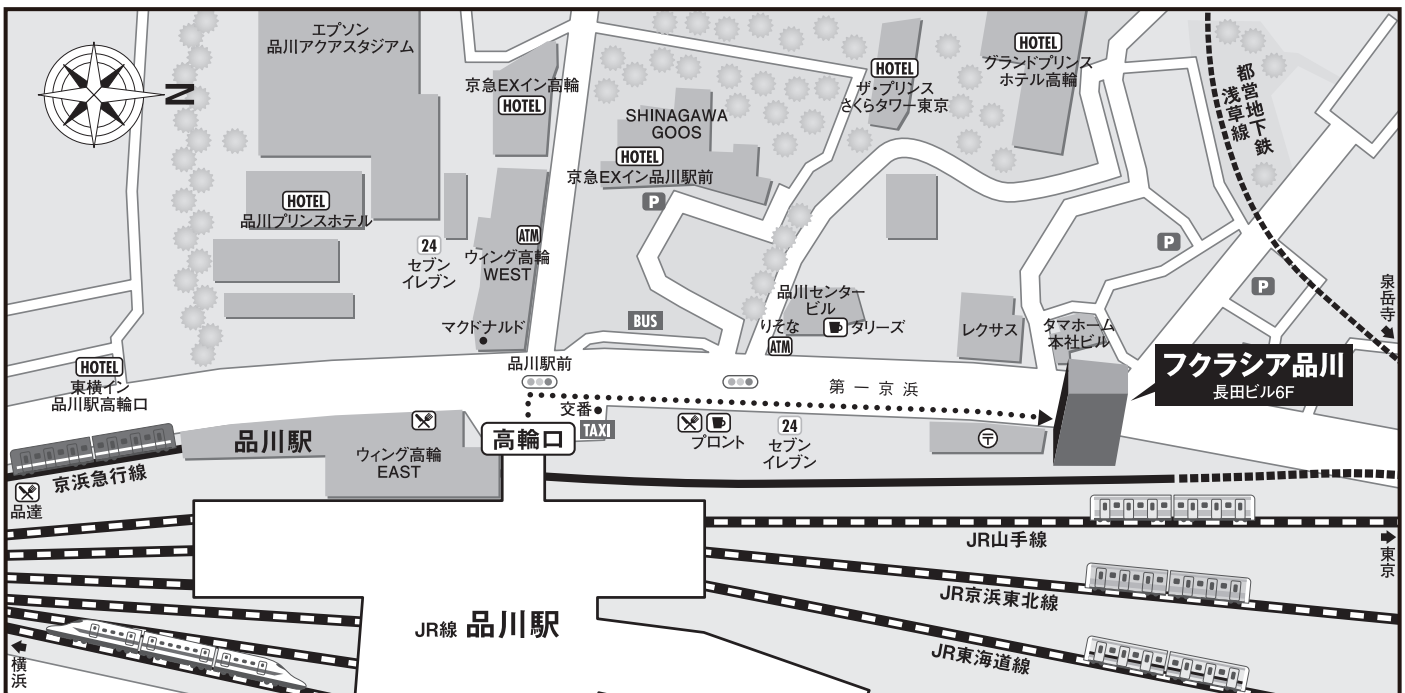 エプソン
品川アクアスタジアム
N
京急EXイン高輪
HOTEL
SHINAGAWA
GOOS
HOTEL
京急EXイン品川駅前
P
HOTEL
ザ・プリンス
さくらタワー東京
HOTEL
グランドプリンス
ホテル高輪
都営地下鉄
浅草線
HOTEL
品川プリンスホテル
24
セブン
イレブン
ATM
ウィング高輪
WEST
マクドナルド
BUS
品川センター
ビル
りそな
ATM
タリーズ
レクサス
タマホーム
本社ビル
P
P
泉岳寺
HOTEL
東横イン
品川駅高輪口
品川駅前
第一京浜
フクラシア品川
長田ビル6F
交番
TAXI
高輪口
プロント
24
セブン
イレブン
〒
品川駅
ウィング高輪
EAST
京浜急行線
品達
JR山手線
東京
JR京浜東北線
JR線 品川駅
JR東海道線
横浜